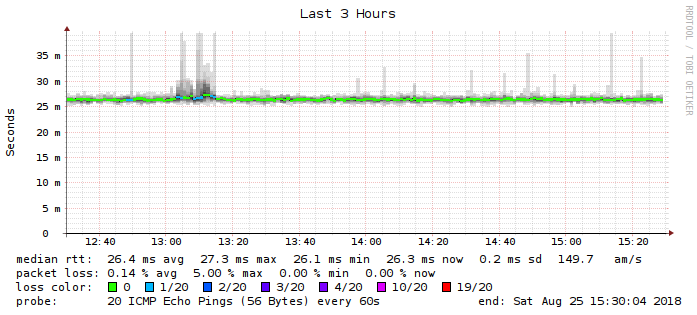 Last 3 Hours
RRDTOOL / TOBI OETIKER
Seconds
35 m
30 m
25 m
20 m
15 m
10 m
5 m
0
12:40 13:00 13:20 13:40 14:00 14:20 14:40 15:00 15:20
median rtt: 26.4 ms avg 27.3 ms max 26.1 ms min 26.3 ms now 0.2 ms sd 149.7 am/s
packet loss: 0.14 % avg 5.00 % max 0.00 % min 0.00 % now
loss color: 0 1/20 2/20 3/20 4/20 10/20 19/20
probe: 20 ICMP Echo Pings (56 Bytes) every 60s end: Sat Aug 25 15:30:04 2018